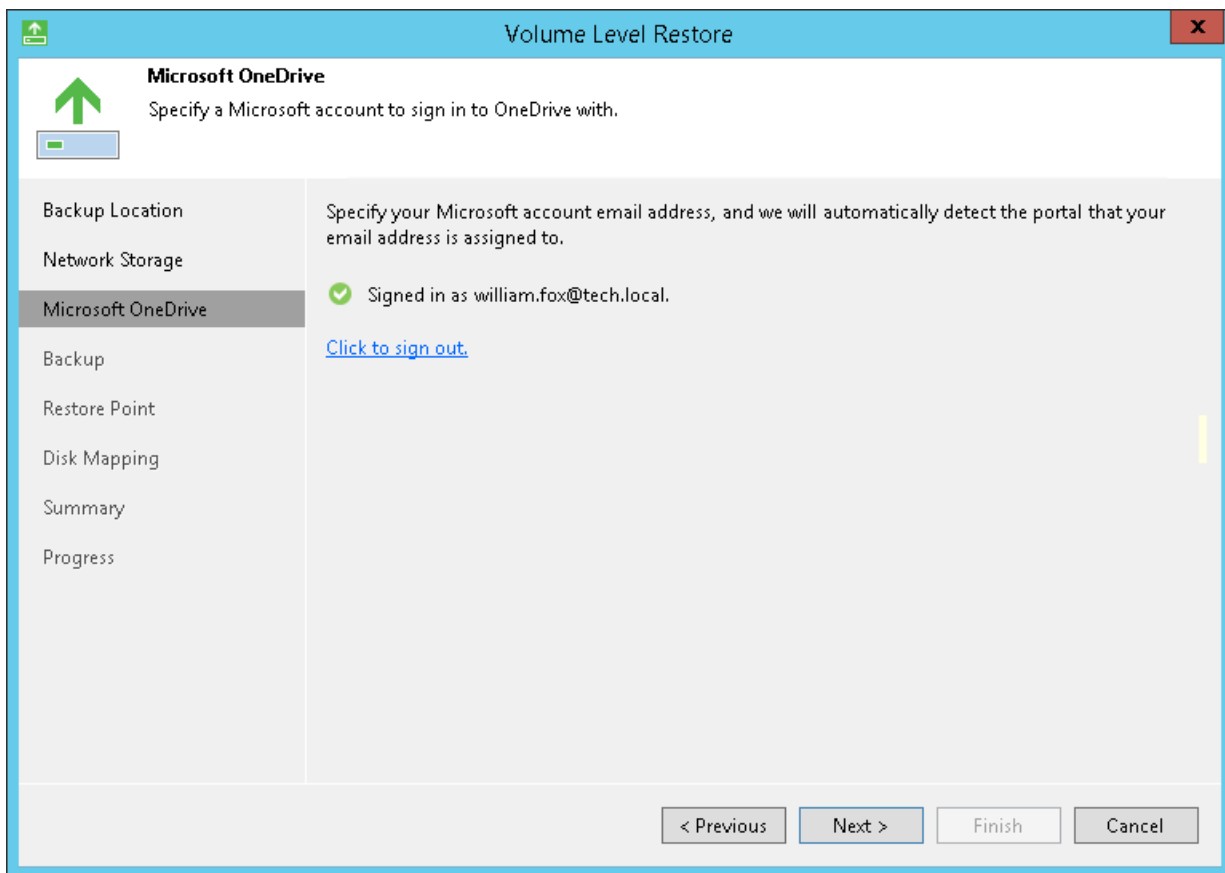 Volume Level Restore
x
Microsoft OneDrive
Specify a Microsoft account to sign in to OneDrive with.
Backup Location
Network Storage
Microsoft OneDrive
Backup
Restore Point
Disk Mapping
Summary
Progress
Specify your Microsoft account email address, and we will automatically detect the portal that your
email address is assigned to.
Signed in as william.fox@tech.local.
Click to sign out.
< Previous
Next >
Finish
Cancel